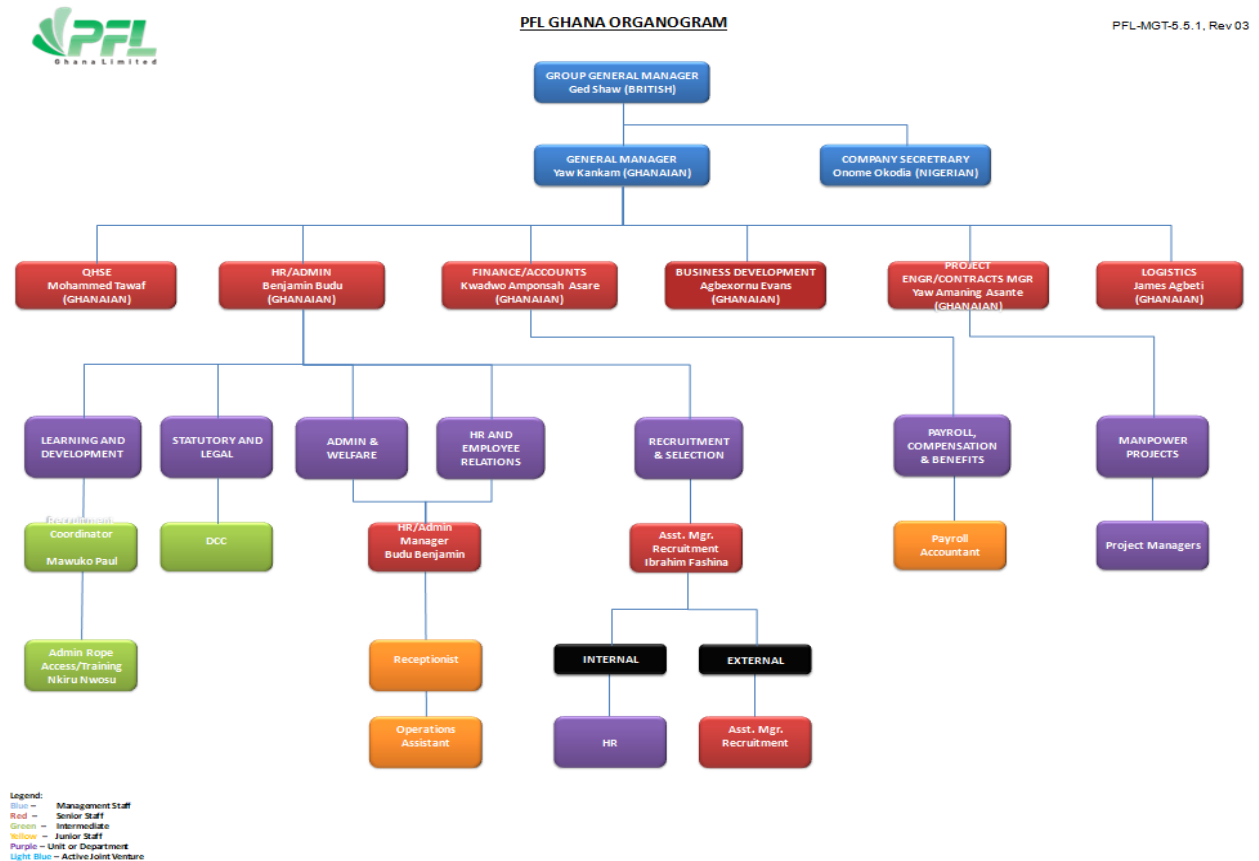 PFL
Ghana Limited
PFL GHANA ORGANOGRAM
PFL-MGT-5.5.1, Rev 03
GROUP GENERAL MANAGER
Ged Shaw (BRITISH)
GENERAL MANAGER
Yaw Kankam (GHANAIAN)
COMPANY SECRETRARY
Onome Okodia (NIGERIAN)
QHSE
Mohammed Tawaf
(GHANAIAN)
HR/ADMIN
Benjamin Budu
(GHANAIAN)
FINANCE/ACCOUNTS
Kwadwo Amponsah Asare
(GHANAIAN)
BUSINESS DEVELOPMENT
Agbexornu Evans
(GHANAIAN)
PROJECT
ENGR/CONTRACTS MGR
Yaw Amaning Asante
(GHANAIAN)
LOGISTICS
James Agbeti
(GHANAIAN)
LEARNING AND
DEVELOPMENT
STATUTORY AND
LEGAL
ADMIN &
WELFARE
HR AND
EMPLOYEE
RELATIONS
RECRUITMENT
& SELECTION
PAYROLL,
COMPENSATION
& BENEFITS
MANPOWER
PROJECTS
Recruitment
Coordinator
Mawuko Paul
DCC
HR/Admin
Manager
Budu Benjamin
Asst. Mgr.
Recruitment
Ibrahim Fashina
Payroll
Accountant
Project Managers
Admin Rope
Access/Training
Nkiru Nwosu
Receptionist
INTERNAL
EXTERNAL
Operations
Assistant
HR
Asst. Mgr.
Recruitment
Legend:
Blue – Management Staff
Red – Senior Staff
Green – Intermediate
Yellow – Junior Staff
Purple – Unit or Department
Light Blue – Active Joint Venture